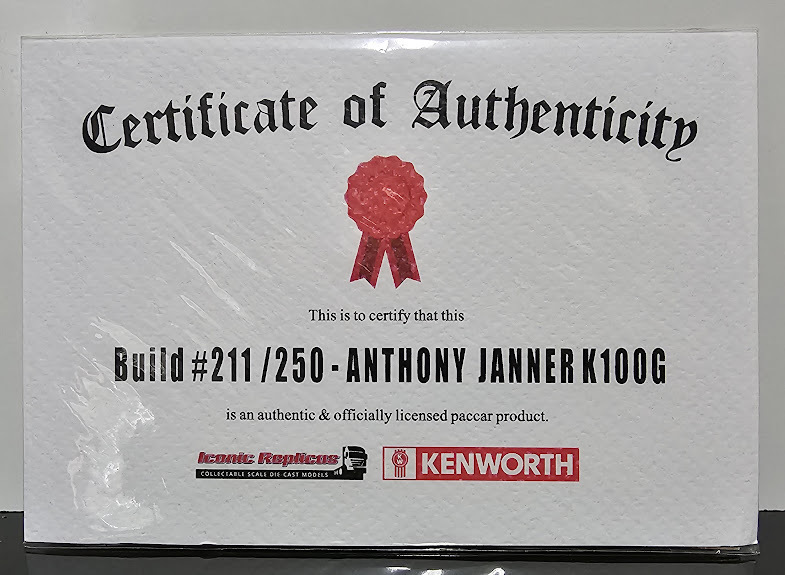 Certificate of Authenticity
This is to certify that this
Build #211/250 - ANTHONY JANNER K100G
is an authentic & officially licensed paccar product.
Iconic Replicas
COLLECTABLE SCALE DIE CAST MODELS
KENWORTH